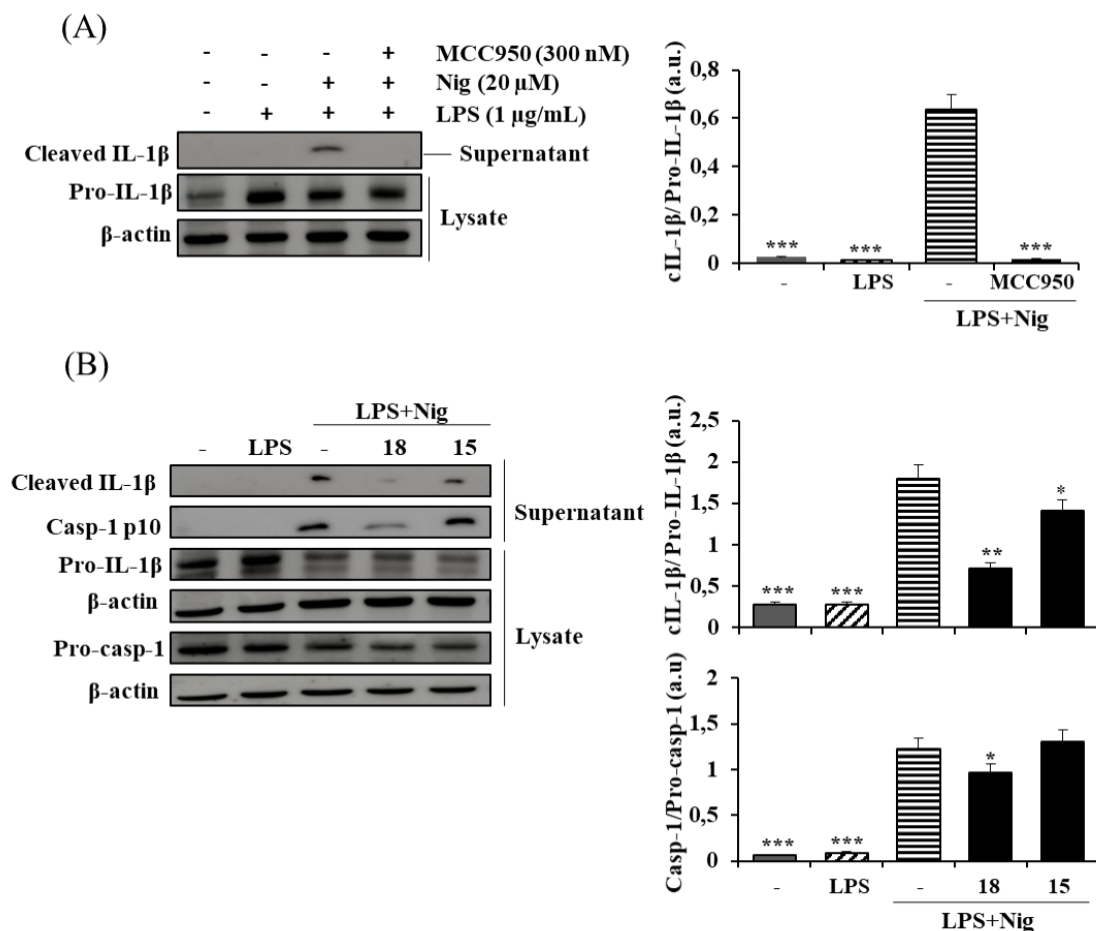 (A)
- - - + MCC950 (300 nM)
- - + + Nig (20 µM)
- + + + LPS (1 µg/mL)
Cleaved IL-1β
Supernatant
Pro-IL-1β
Lysate
β-actin
cIL-1β/ Pro-IL-1β (a.u.)
0,8
0,6
0,4
0,2
0
*** *** ***
- LPS - MCC950
LPS+Nig
(B)
LPS+Nig
- LPS - 18 15
Cleaved IL-1β
Casp-1 p10
Supernatant
Pro-IL-1β
β-actin
Lysate
Pro-casp-1
β-actin
cIL-1β/ Pro-IL-1β (a.u.)
2,5
2
1,5
1
0,5
0
*** *** ** *
Casp-1/Pro-casp-1 (a.u)
2
1,5
1
0,5
0
*** *** *
- LPS - 18 15
LPS+Nig